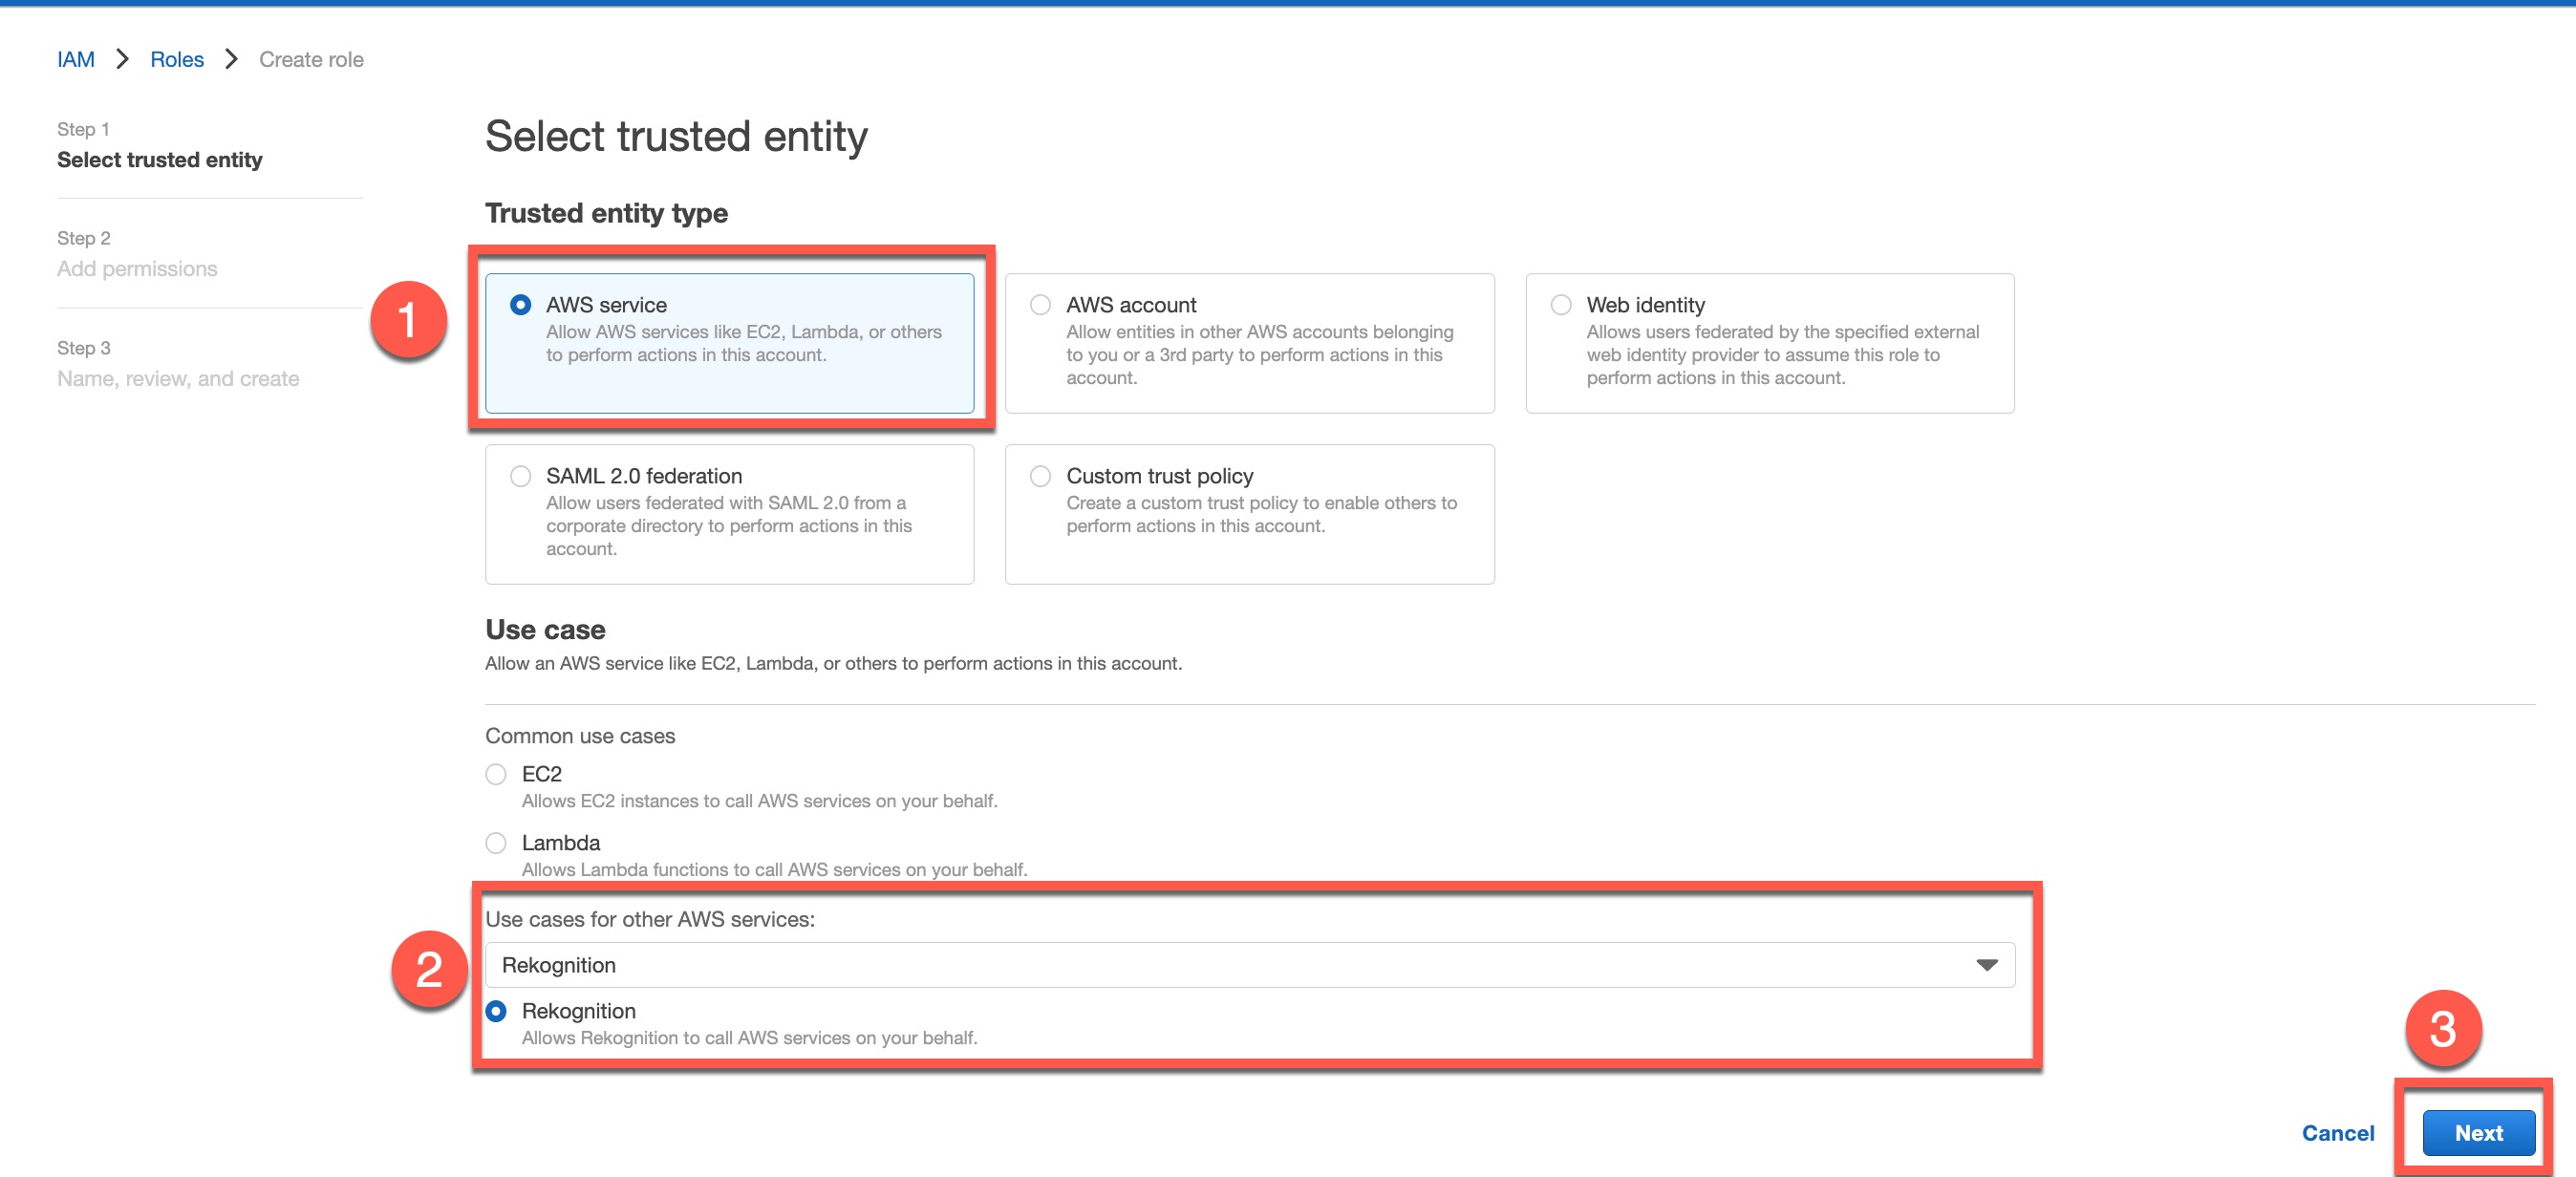 IAM > Roles > Create role
Step 1
Select trusted entity
Step 2
Add permissions
Step 3
Name, review, and create
Select trusted entity
Trusted entity type
1
AWS service
Allow AWS services like EC2, Lambda, or others
to perform actions in this account.
AWS account
Allow entities in other AWS accounts belonging
to you or a 3rd party to perform actions in this
account.
Web identity
Allows users federated by the specified external
web identity provider to assume this role to
perform actions in this account.
SAML 2.0 federation
Allow users federated with SAML 2.0 from a
corporate directory to perform actions in this
account.
Custom trust policy
Create a custom trust policy to enable others to
perform actions in this account.
Use case
Allow an AWS service like EC2, Lambda, or others to perform actions in this account.
Common use cases
EC2
Allows EC2 instances to call AWS services on your behalf.
Lambda
Allows Lambda functions to call AWS services on your behalf.
2
Use cases for other AWS services:
Rekognition
Rekognition
Allows Rekognition to call AWS services on your behalf.
3
Cancel
Next